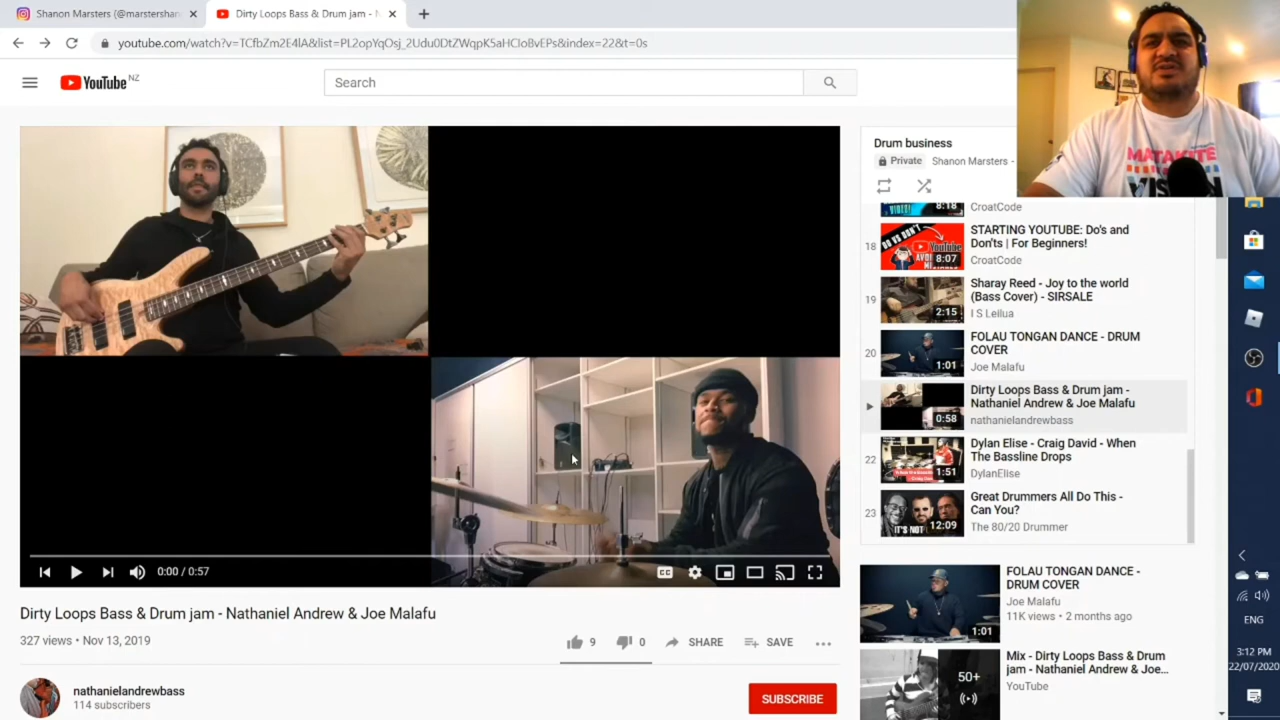 Shanon Marsters (@marstershan
Dirty Loops Bass & Drum jam - N
youtube.com/watch?v=TCfbZm2E4lA&list=PL2opYqOsj_2Udu0DtZWqpK5aHCIoBvEPs&index=22&t=0s
YouTube NZ
Search
MATAKITE
VISION
Drum business
Private Shanon Marsters -
8:18
CroatCode
18
STARTING YOUTUBE: Do's and
Don'ts | For Beginners!
CroatCode
DO VS DON'T
YouTube
8:07
19
Sharay Reed - Joy to the world
(Bass Cover) - SIRSALE
I S Leilua
2:15
20
FOLAU TONGAN DANCE - DRUM
COVER
Joe Malafu
1:01
Dirty Loops Bass & Drum jam -
Nathaniel Andrew & Joe Malafu
nathanielandrewbass
0:58
22
Dylan Elise - Craig David - When
The Bassline Drops
DylanElise
1:51
23
Great Drummers All Do This -
Can You?
The 80/20 Drummer
IT'S NOT
12:09
0:00 / 0:57
CC
Dirty Loops Bass & Drum jam - Nathaniel Andrew & Joe Malafu
327 views • Nov 13, 2019
9
0
SHARE
SAVE
nathanielandrewbass
114 subscribers
SUBSCRIBE
FOLAU TONGAN DANCE -
DRUM COVER
Joe Malafu
11K views • 2 months ago
1:01
Mix - Dirty Loops Bass & Drum
jam - Nathaniel Andrew & Joe...
YouTube
50+
ENG
3:12 PM
22/07/2020